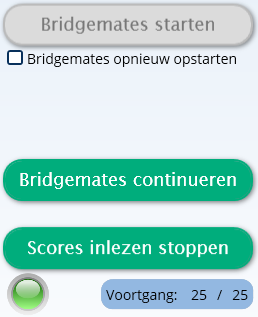 Bridgemates starten
Bridgemates opnieuw opstarten
Bridgemates continueren
Scores inlezen stoppen
Voortgang: 25 / 25